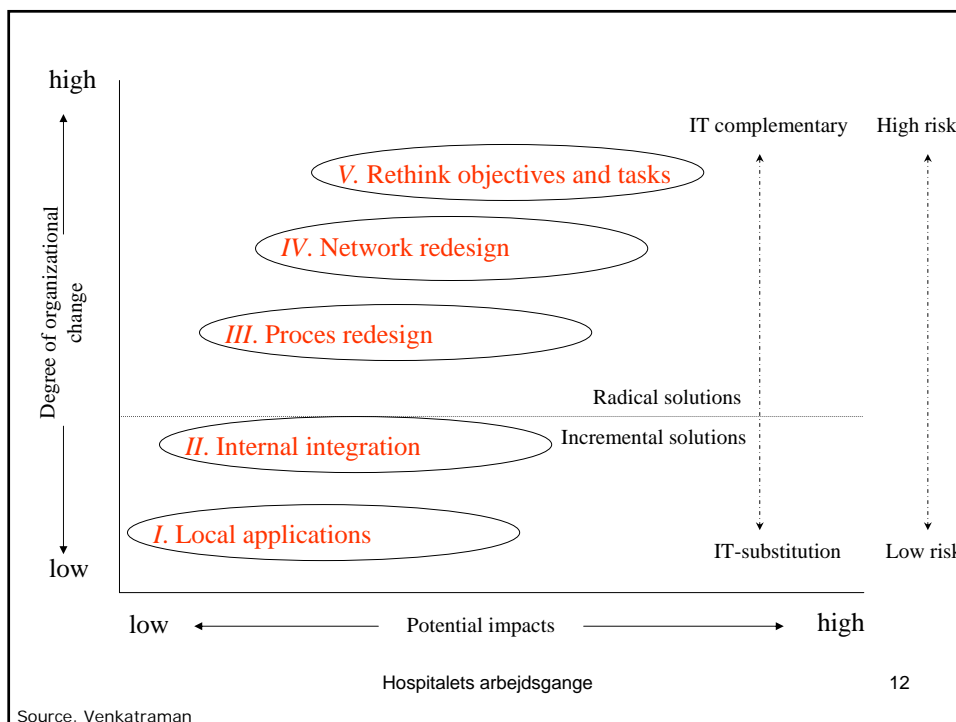 high
IT complementary
High risk
V. Rethink objectives and tasks
IV. Network redesign
III. Proces redesign
Degree of organizational
change
Radical solutions
Incremental solutions
II. Internal integration
I. Local applications
IT-substitution
Low risk
low
low
Potential impacts
high
Hospitalets arbejdsgange
12
Source. Venkatraman